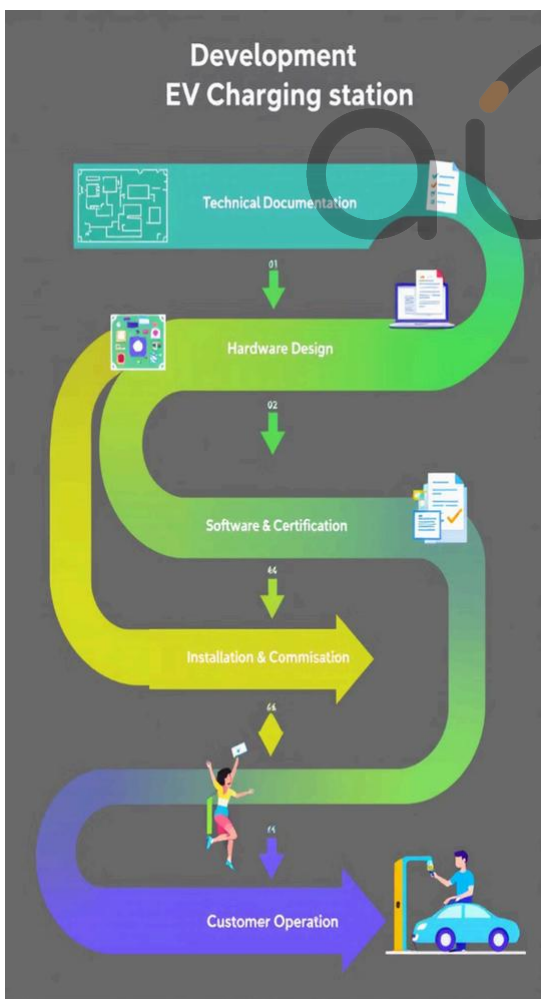 Development
EV Charging station
Technical Documentation
01
Hardware Design
02
Software & Certification
Installation & Commisation
Customer Operation